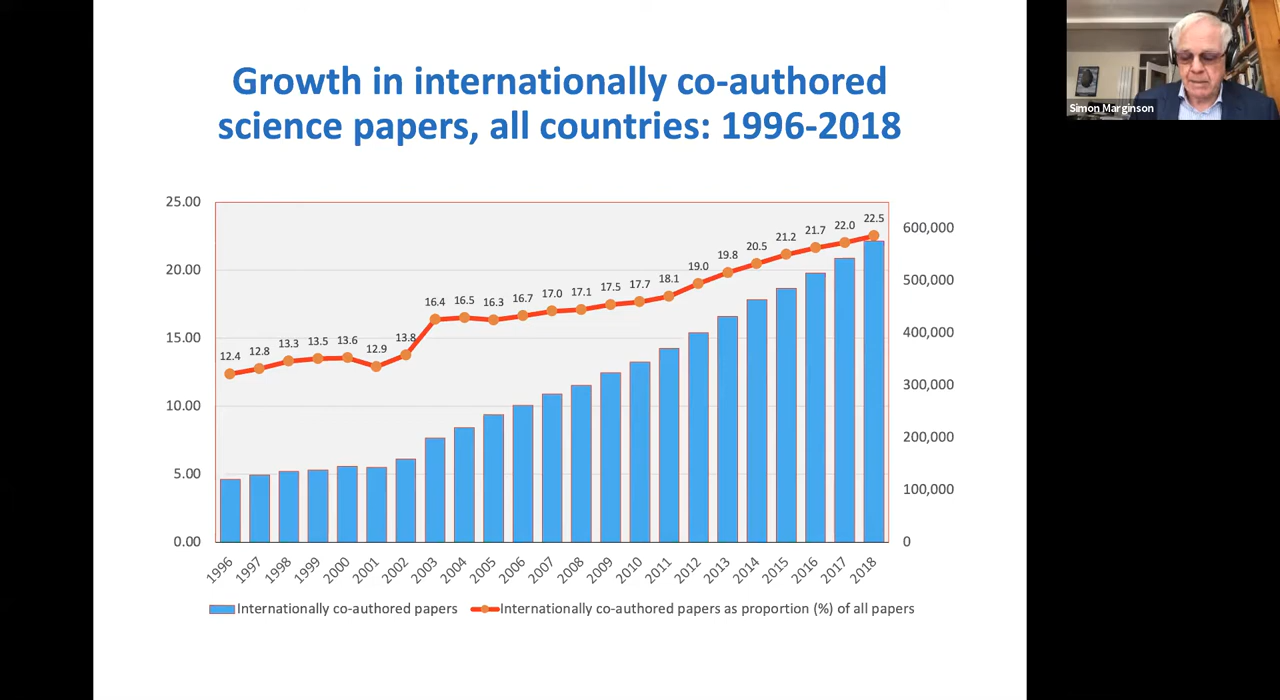 Growth in internationally co-authored
science papers, all countries: 1996-2018
Simon Marginson
25.00
20.00
15.00
10.00
5.00
0.00
600,000
500,000
400,000
300,000
200,000
100,000
0
12.4 12.8 13.3 13.5 13.6 12.9 13.8 16.4 16.5 16.3 16.7 17.0 17.1 17.5 17.7 18.1 19.0 19.8 20.5 21.2 21.7 22.0 22.5
1996 1997 1998 1999 2000 2001 2002 2003 2004 2005 2006 2007 2008 2009 2010 2011 2012 2013 2014 2015 2016 2017 2018
Internationally co-authored papers
Internationally co-authored papers as proportion (%) of all papers